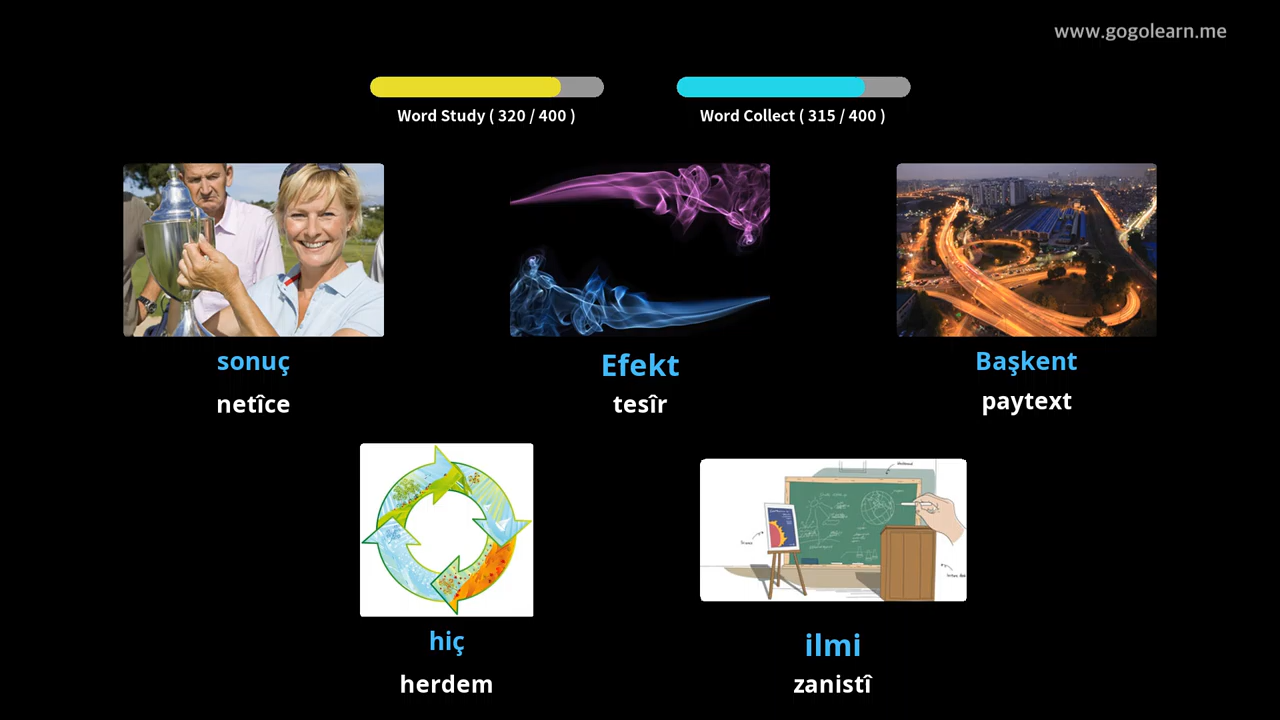 www.gogolearn.me
Word Study ( 320 / 400 )
Word Collect ( 315 / 400 )
sonuç
netîce
Efekt
tesîr
Başkent
paytext
hiç
herdem
ilmi
zanistî